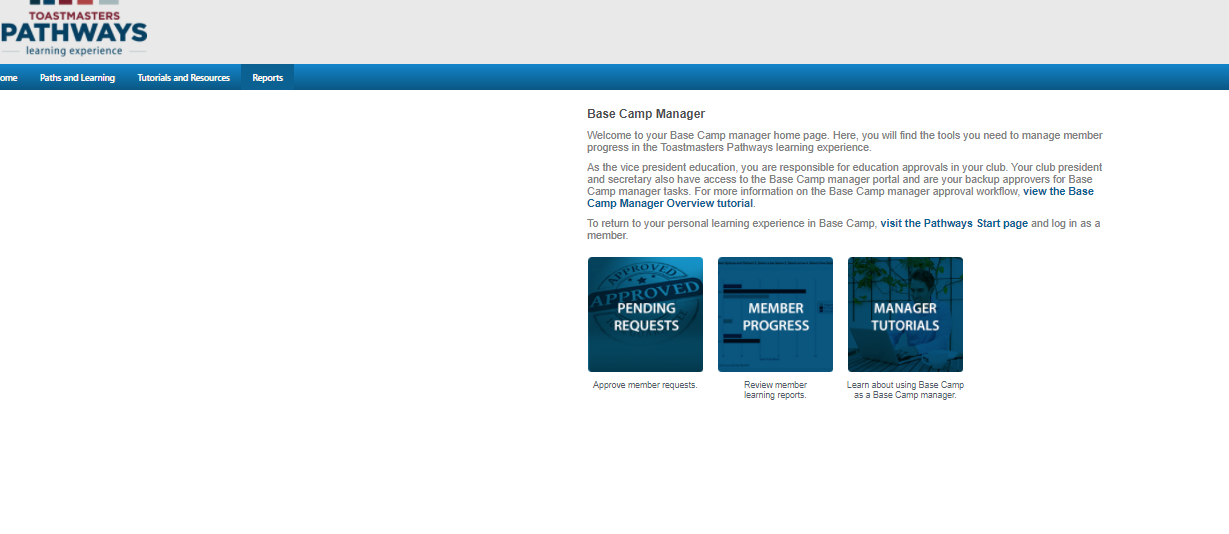 TOASTMASTERS
PATHWAYS
learning experience
ome Paths and Learning Tutorials and Resources Reports
Base Camp Manager
Welcome to your Base Camp manager home page. Here, you will find the tools you need to manage member
progress in the Toastmasters Pathways learning experience.
As the vice president education, you are responsible for education approvals in your club. Your club president
and secretary also have access to the Base Camp manager portal and are your backup approvers for Base
Camp manager tasks. For more information on the Base Camp manager approval workflow, view the Base
Camp Manager Overview tutorial.
To return to your personal learning experience in Base Camp, visit the Pathways Start page and log in as a
member.
APPROVED
APPROVED
PENDING
REQUESTS
MEMBER
PROGRESS
MANAGER
TUTORIALS
Approve member requests.
Review member
learning reports.
Learn about using Base Camp
as a Base Camp manager.